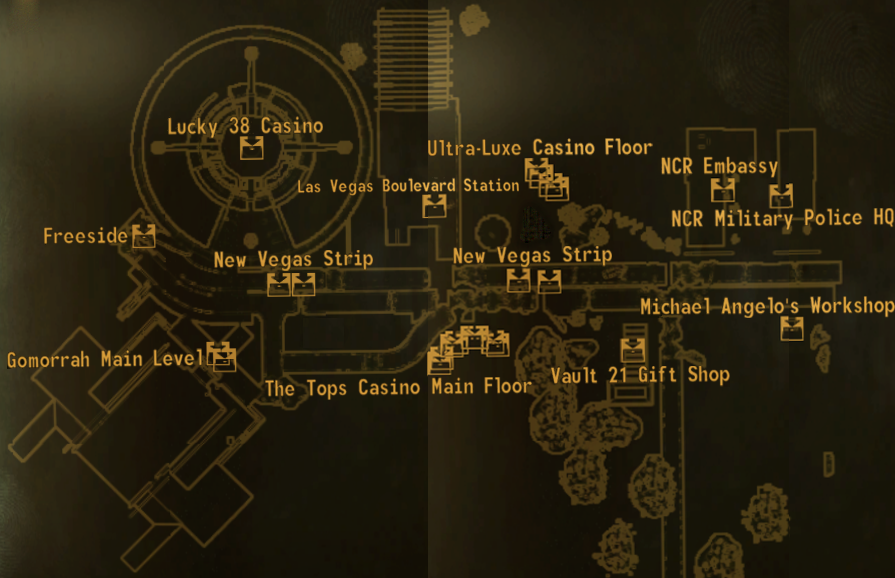 Lucky 38 Casino
Ultra-Luxe Casino Floor
NCR Embassy
Las Vegas Boulevard Station
NCR Military Police HQ
Freeside
New Vegas Strip
New Vegas Strip
Michael Angelo's Workshop
Gomorrah Main Level
The Tops Casino Main Floor
Vault 21 Gift Shop